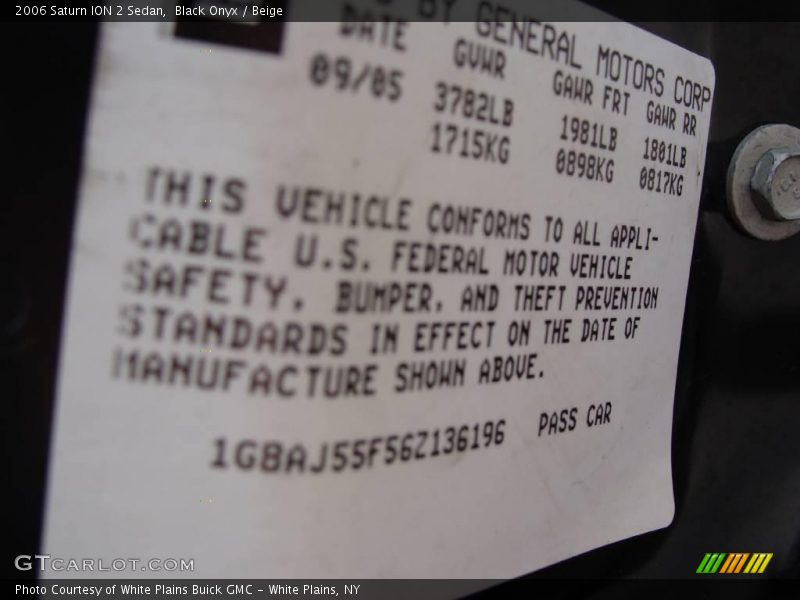 2006 Saturn ION 2 Sedan, Black Onyx / Beige
BY GENERAL MOTORS CORP
DATE GVWR GAWR FRT GAWR RR
09/05 3782LB 1981LB 1801LB
1715KG 0898KG 0817KG
THIS VEHICLE CONFORMS TO ALL APPLI-
CABLE U.S. FEDERAL MOTOR VEHICLE
SAFETY, BUMPER, AND THEFT PREVENTION
STANDARDS IN EFFECT ON THE DATE OF
MANUFACTURE SHOWN ABOVE.
1G8AJ55F56Z136196 PASS CAR
GTCARLOT.COM
Photo Courtesy of White Plains Buick GMC - White Plains, NY